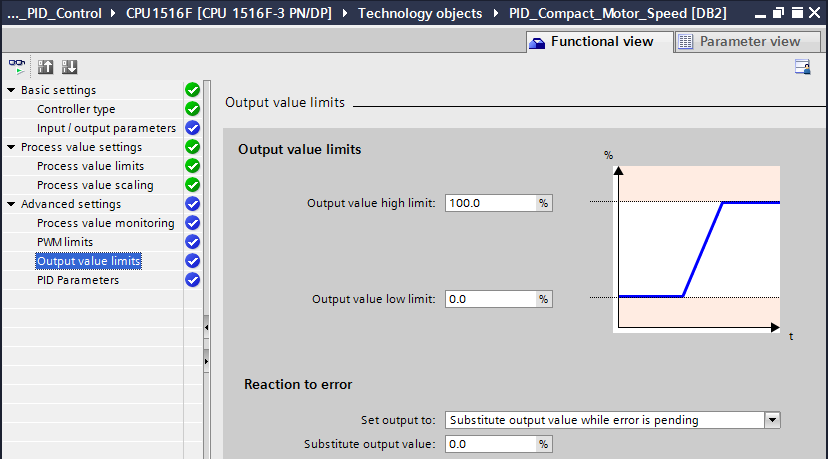 ..._PID_Control ▸ CPU1516F [CPU 1516F-3 PN/DP] ▸ Technology objects ▸ PID_Compact_Motor_Speed [DB2]
Functional view
Parameter view
Basic settings
Controller type
Input / output parameters
Process value settings
Process value limits
Process value scaling
Advanced settings
Process value monitoring
PWM limits
Output value limits
PID Parameters
Output value limits
Output value limits
%
Output value high limit: 100.0 %
Output value low limit: 0.0 %
t
Reaction to error
Set output to: Substitute output value while error is pending
Substitute output value: 0.0 %